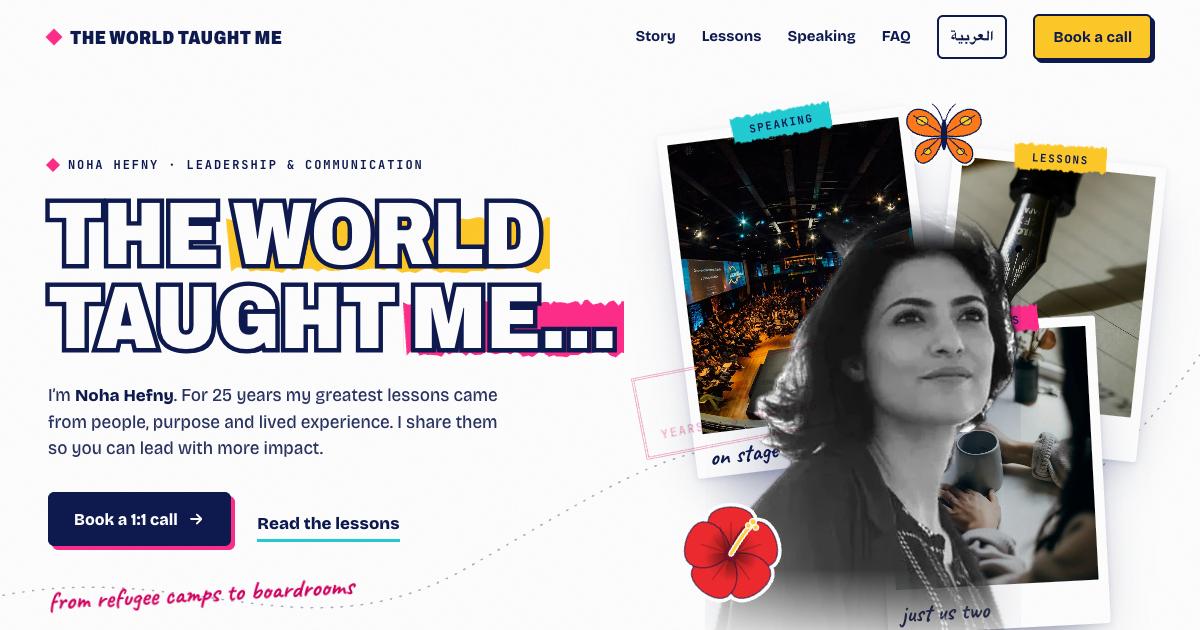 THE WORLD TAUGHT ME
Story
Lessons
Speaking
FAQ
العربية
Book a call
SPEAKING
LESSONS
NOHA HEFNY · LEADERSHIP & COMMUNICATION
THE WORLD
TAUGHT ME...
I'm Noha Hefny. For 25 years my greatest lessons came
from people, purpose and lived experience. I share them
so you can lead with more impact.
YEARS
on stage
Book a 1:1 call →
Read the lessons
from refugee camps to boardrooms
just us two